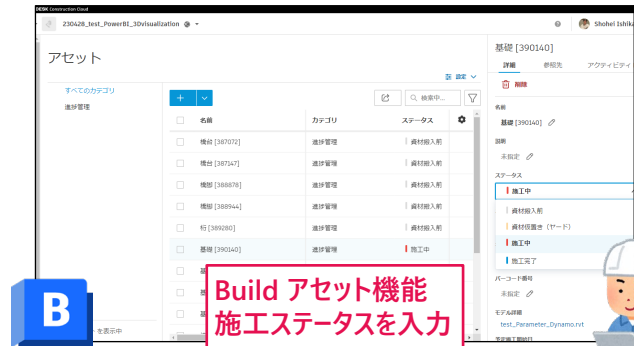 DESK Construction Cloud
230428_test_PowerBI_3Dvisualization
Shohei Ishika
アセット
設定
すべてのカテゴリ
進捗管理
検索中...
名前 カテゴリ ステータス
橋台 [387072] 進捗管理 資材搬入前
橋台 [387147] 進捗管理 資材搬入前
橋脚 [388878] 進捗管理 資材搬入前
橋脚 [388944] 進捗管理 資材搬入前
桁 [389280] 進捗管理 資材搬入前
基礎 [390140] 進捗管理 施工中
を表示中
基礎 [390140]
詳細 参照先 アクティビティ
削除
名前
基礎 [390140]
説明
未指定
ステータス
施工中
資材搬入前
資材仮置き (ヤード)
施工中
施工完了
バーコード番号
未指定
モデル詳細
test_Parameter_Dynamo.rvt
予定施工開始日
B
Build アセット機能
施工ステータスを入力